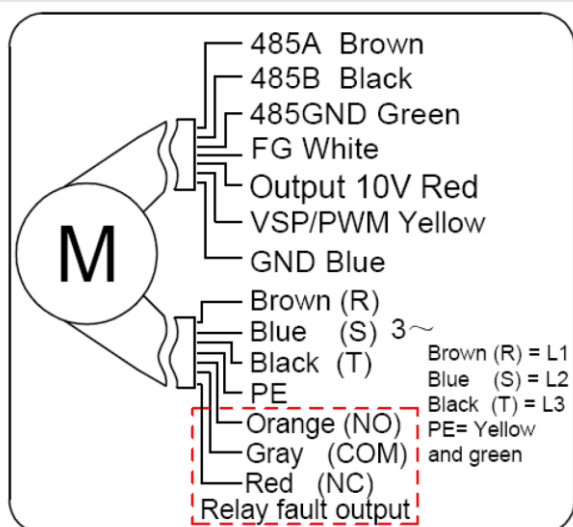 485A Brown
485B Black
485GND Green
FG White
Output 10V Red
VSP/PWM Yellow
GND Blue
M
Brown (R)
Blue (S) 3~
Black (T)
PE
Orange (NO)
Gray (COM)
Red (NC)
Relay fault output
Brown (R) = L1
Blue (S) = L2
Black (T) = L3
PE= Yellow
and green